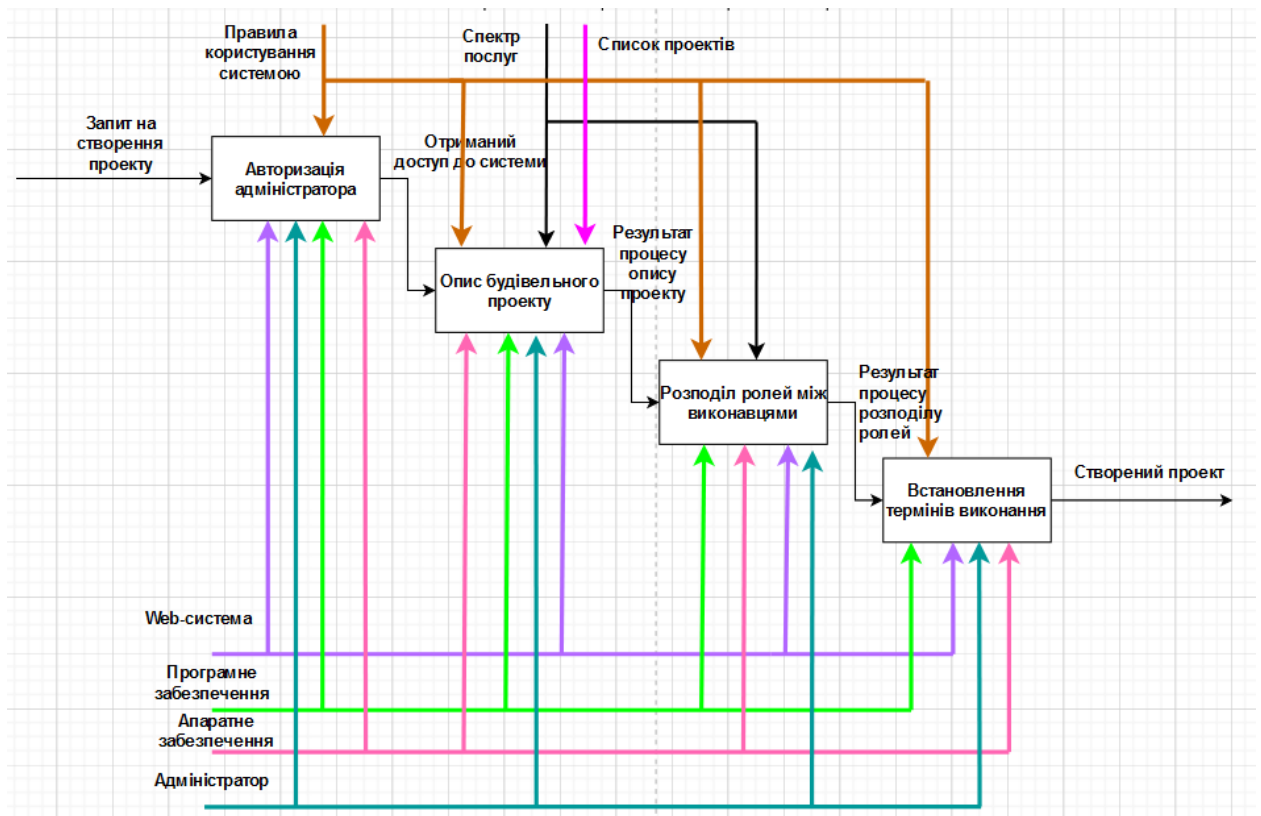 Правила
користування
системою
Спектр
послуг
Список проектів
Запит на
створення
проекту
Отриманий
доступ до системи
Авторизація
адміністратора
Результат
процесу
опису
проекту
Опис будівельного
проекту
Результат
процесу
розподілу
ролей
Розподіл ролей між
виконавцями
Створений проект
Встановлення
термінів виконання
Web-система
Програмне
забезпечення
Апаратне
забезпечення
Адміністратор